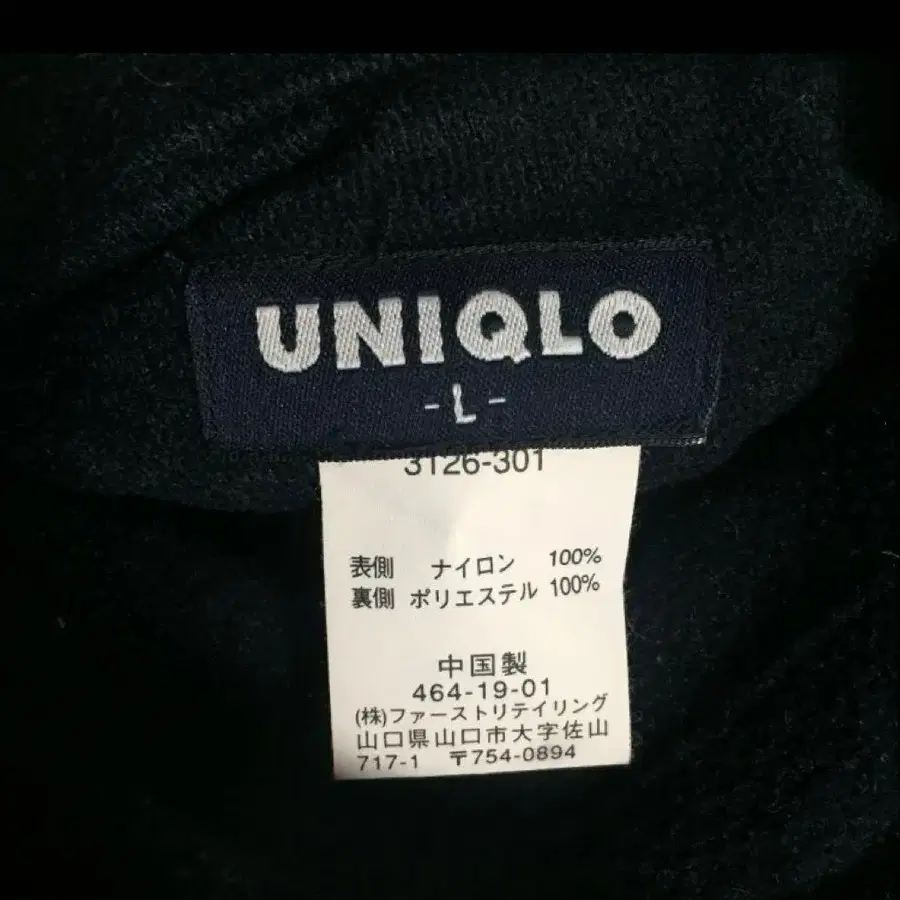 UNIQLO
-L-
3126-301
表側 ナイロン 100%
裏側 ポリエステル 100%
中国製
464-19-01
(株)ファーストリテイリング
山口県山口市大字佐山
717-1 〒754-0894